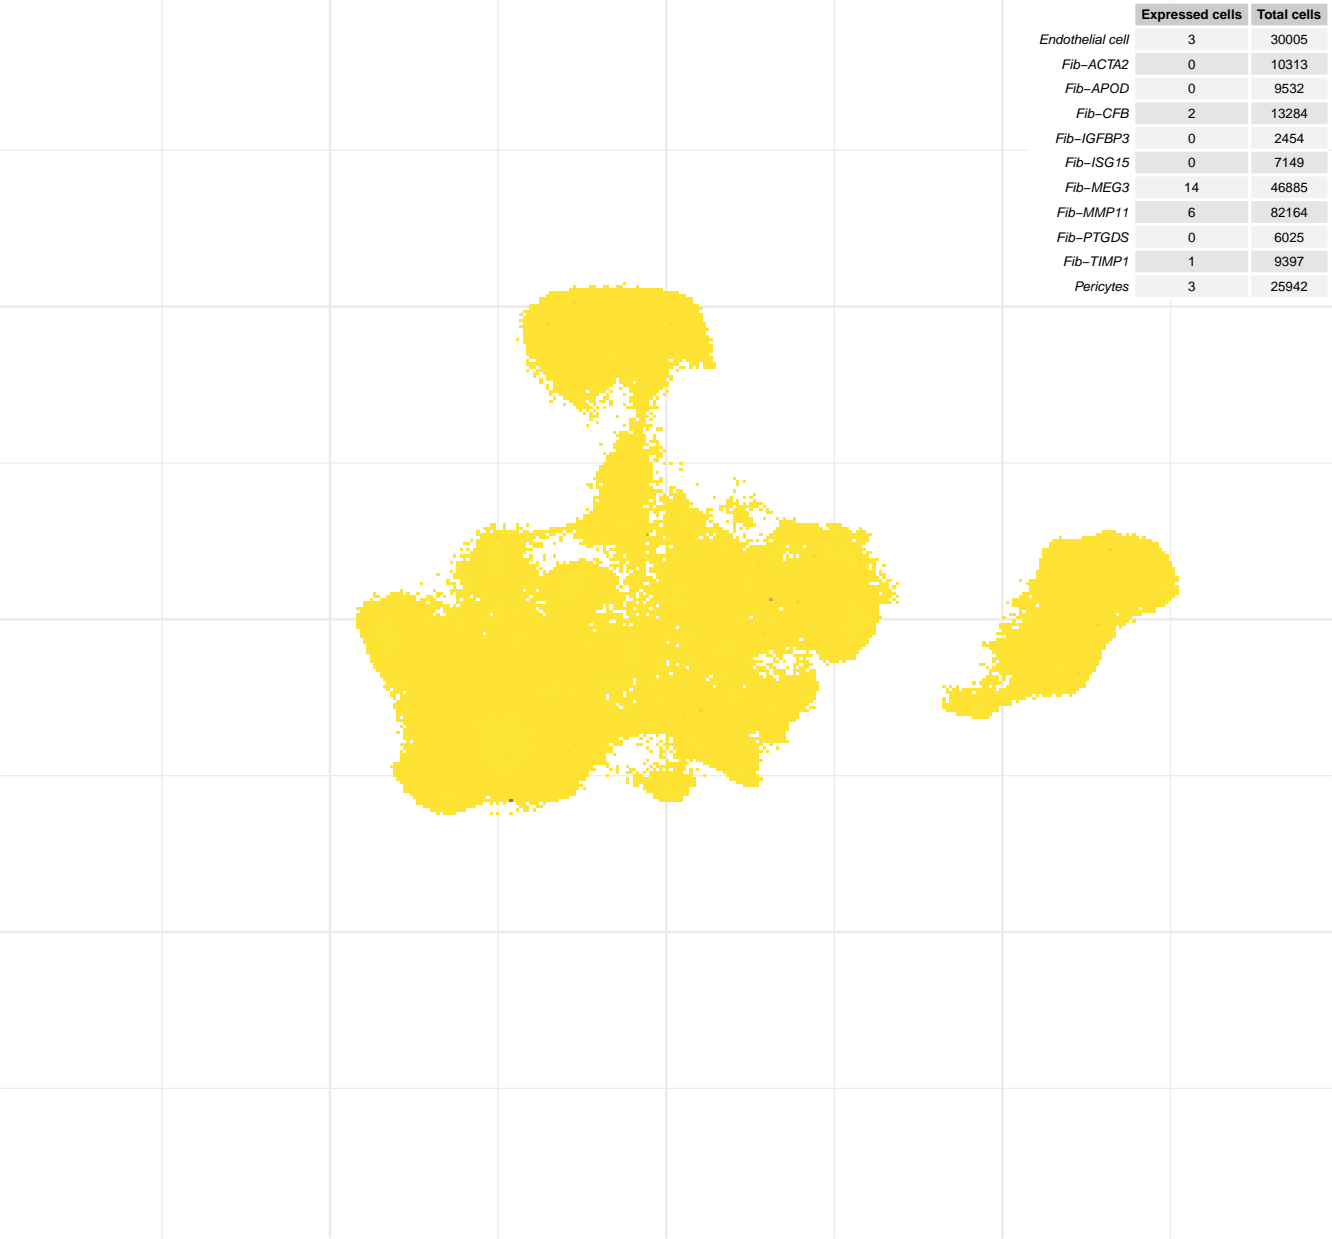 Expressed cells Total cells
Endothelial cell 3 30005
Fib−ACTA2 0 10313
Fib−APOD 0 9532
Fib−CFB 2 13284
Fib−IGFBP3 0 2454
Fib−ISG15 0 7149
Fib−MEG3 14 46885
Fib−MMP11 6 82164
Fib−PTGDS 0 6025
Fib−TIMP1 1 9397
Pericytes 3 25942